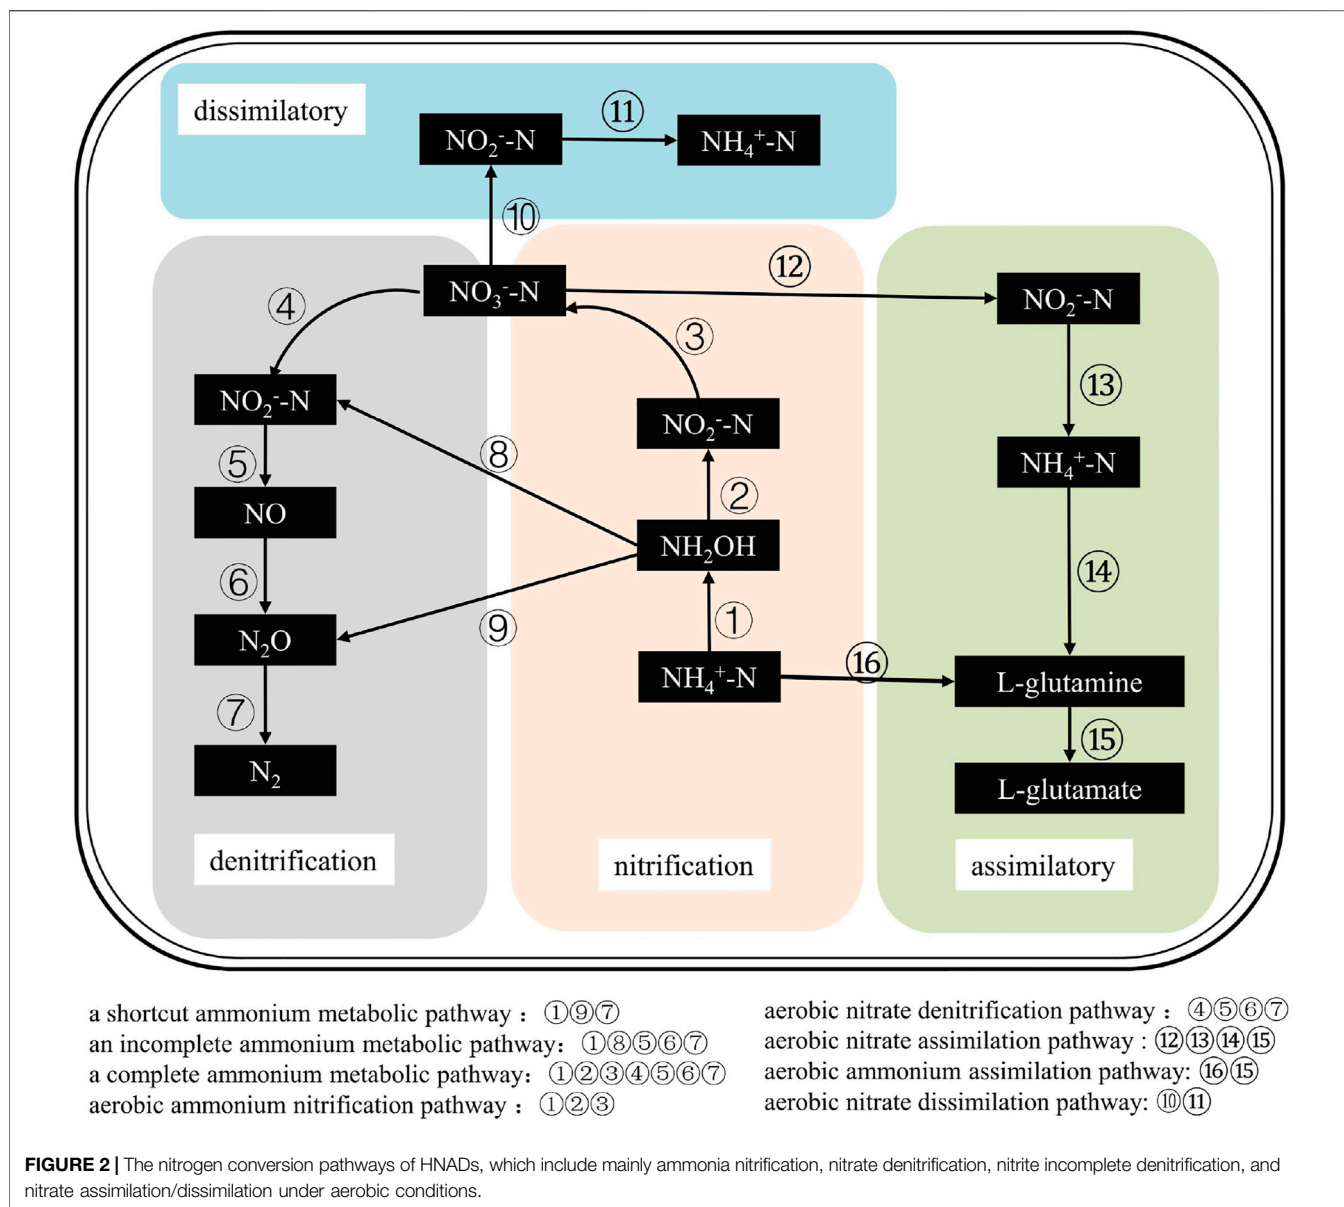 dissimilatory
NO₂⁻-N
⑪
NH₄⁺-N
⑩
NO₃⁻-N
⑫
NO₂⁻-N
④
③
⑬
NO₂⁻-N
NO₂⁻-N
⑧
NH₄⁺-N
⑤
②
NO
NH₂OH
⑭
⑥
①
⑨
N₂O
⑯
NH₄⁺-N
L-glutamine
⑦
⑮
N₂
L-glutamate
denitrification
nitrification
assimilatory
a shortcut ammonium metabolic pathway : ①⑨⑦
an incomplete ammonium metabolic pathway: ①⑧⑤⑥⑦
a complete ammonium metabolic pathway: ①②③④⑤⑥⑦
aerobic ammonium nitrification pathway : ①②③
aerobic nitrate denitrification pathway : ④⑤⑥⑦
aerobic nitrate assimilation pathway : ⑫⑬⑭⑮
aerobic ammonium assimilation pathway: ⑯⑮
aerobic nitrate dissimilation pathway: ⑩⑪
FIGURE 2 | The nitrogen conversion pathways of HNADs, which include mainly ammonia nitrification, nitrate denitrification, nitrite incomplete denitrification, and
nitrate assimilation/dissimilation under aerobic conditions.